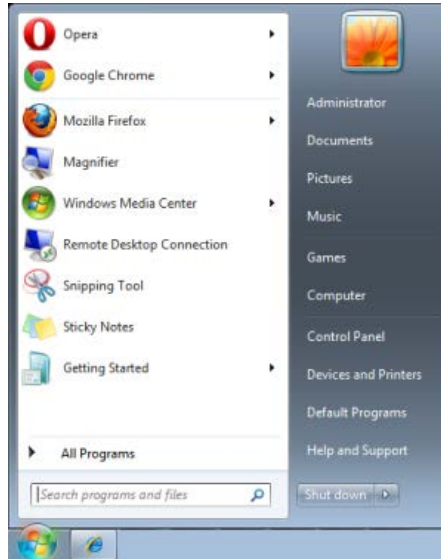 Opera
Google Chrome
Mozilla Firefox
Magnifier
Windows Media Center
Remote Desktop Connection
Snipping Tool
Sticky Notes
Getting Started
All Programs
Search programs and files
Administrator
Documents
Pictures
Music
Games
Computer
Control Panel
Devices and Printers
Default Programs
Help and Support
Shut down